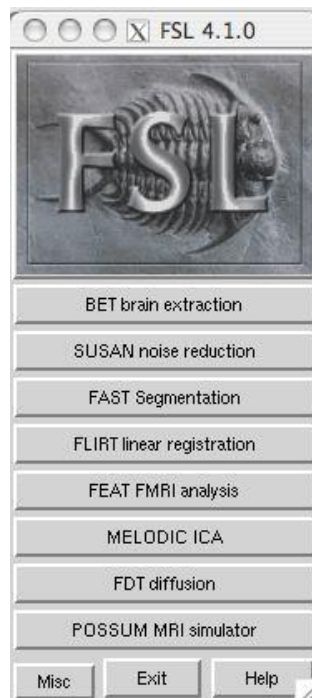 X FSL 4.1.0
FSL
BET brain extraction
SUSAN noise reduction
FAST Segmentation
FLIRT linear registration
FEAT FMRI analysis
MELODIC ICA
FDT diffusion
POSSUM MRI simulator
Misc Exit Help